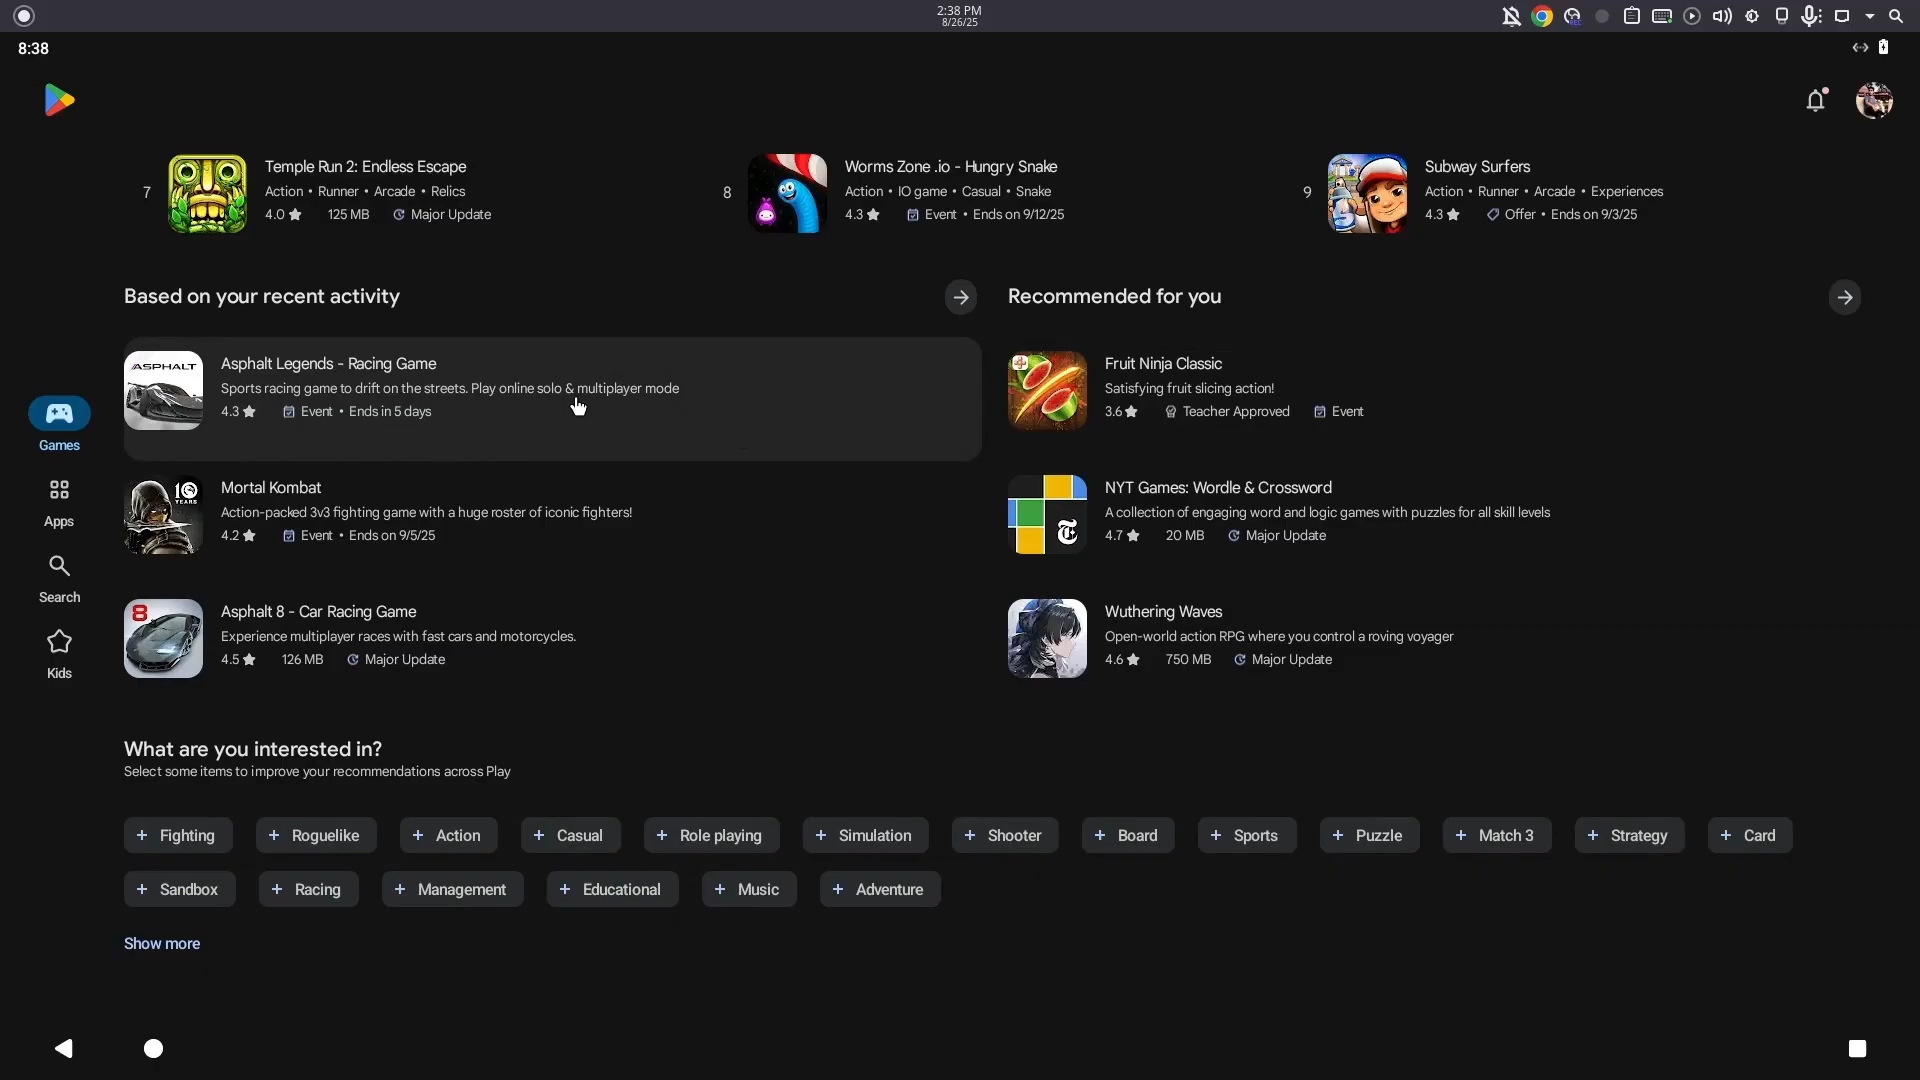 2:38 PM
8/26/25
8:38
7
Temple Run 2: Endless Escape
Action • Runner • Arcade • Relics
4.0 ★ 125 MB Major Update
8
Worms Zone .io - Hungry Snake
Action • IO game • Casual • Snake
4.3 ★ Event • Ends on 9/12/25
9
Subway Surfers
Action • Runner • Arcade • Experiences
4.3 ★ Offer • Ends on 9/3/25
Based on your recent activity
ASPHALT
Asphalt Legends - Racing Game
Sports racing game to drift on the streets. Play online solo & multiplayer mode
4.3 ★ Event • Ends in 5 days
10
YEARS
Mortal Kombat
Action-packed 3v3 fighting game with a huge roster of iconic fighters!
4.2 ★ Event • Ends on 9/5/25
8
Asphalt 8 - Car Racing Game
Experience multiplayer races with fast cars and motorcycles.
4.5 ★ 126 MB Major Update
Recommended for you
Fruit Ninja Classic
Satisfying fruit slicing action!
3.6 ★ Teacher Approved Event
T
NYT Games: Wordle & Crossword
A collection of engaging word and logic games with puzzles for all skill levels
4.7 ★ 20 MB Major Update
Wuthering Waves
Open-world action RPG where you control a roving voyager
4.6 ★ 750 MB Major Update
Games
Apps
Search
Kids
What are you interested in?
Select some items to improve your recommendations across Play
+ Fighting + Roguelike + Action + Casual + Role playing + Simulation + Shooter + Board + Sports + Puzzle + Match 3 + Strategy + Card
+ Sandbox + Racing + Management + Educational + Music + Adventure
Show more